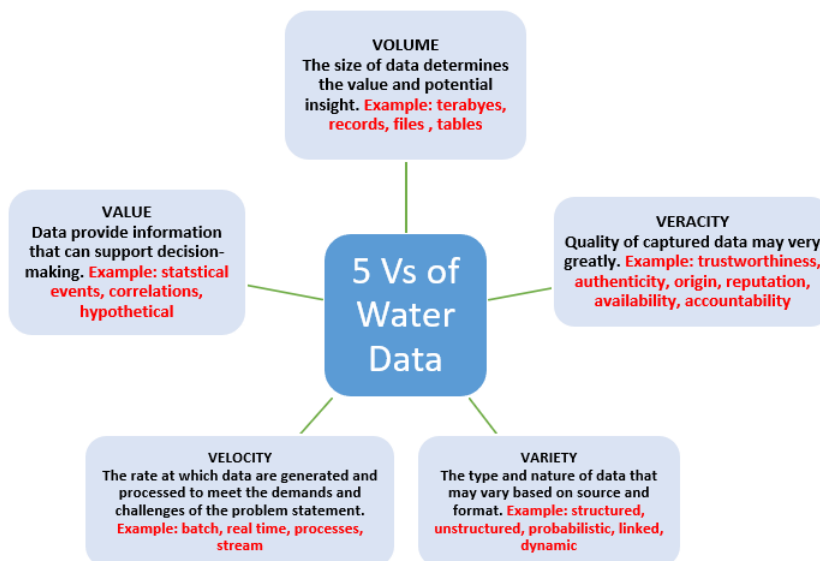 VOLUME
The size of data determines
the value and potential
insight. Example: terabyes,
records, files , tables
VALUE
Data provide information
that can support decision-
making. Example: statstical
events, correlations,
hypothetical
VERACITY
Quality of captured data may very
greatly. Example: trustworthiness,
authenticity, origin, reputation,
availability, accountability
5 Vs of
Water
Data
VELOCITY
The rate at which data are generated and
processed to meet the demands and
challenges of the problem statement.
Example: batch, real time, processes,
stream
VARIETY
The type and nature of data that
may vary based on source and
format. Example: structured,
unstructured, probabilistic, linked,
dynamic